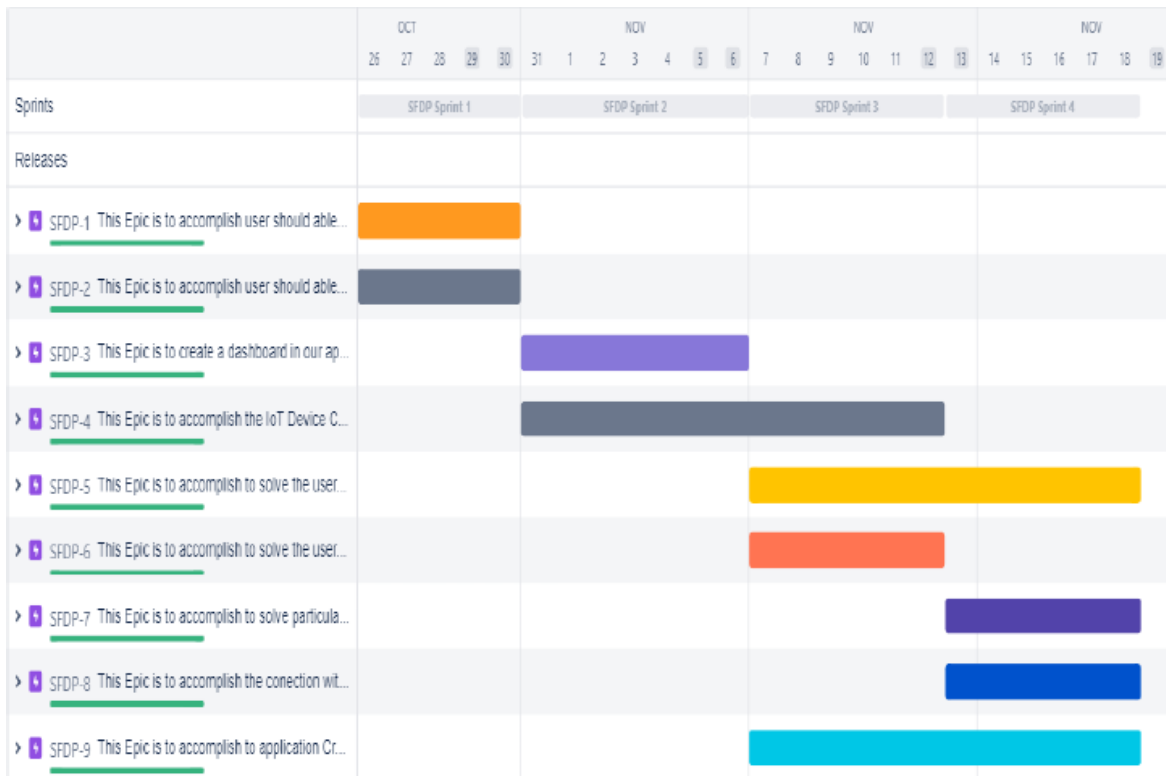 OCT NOV NOV NOV
26 27 28 29 30 31 1 2 3 4 5 6 7 8 9 10 11 12 13 14 15 16 17 18 19
Sprints SFDP Sprint 1 SFDP Sprint 2 SFDP Sprint 3 SFDP Sprint 4
Releases
SFDP-1 This Epic is to accomplish user should able...
SFDP-2 This Epic is to accomplish user should able...
SFDP-3 This Epic is to create a dashboard in our ap...
SFDP-4 This Epic is to accomplish the IoT Device C...
SFDP-5 This Epic is to accomplish to solve the user...
SFDP-6 This Epic is to accomplish to solve the user...
SFDP-7 This Epic is to accomplish to solve particula...
SFDP-8 This Epic is to accomplish the conection wit...
SFDP-9 This Epic is to accomplish to application Cr...